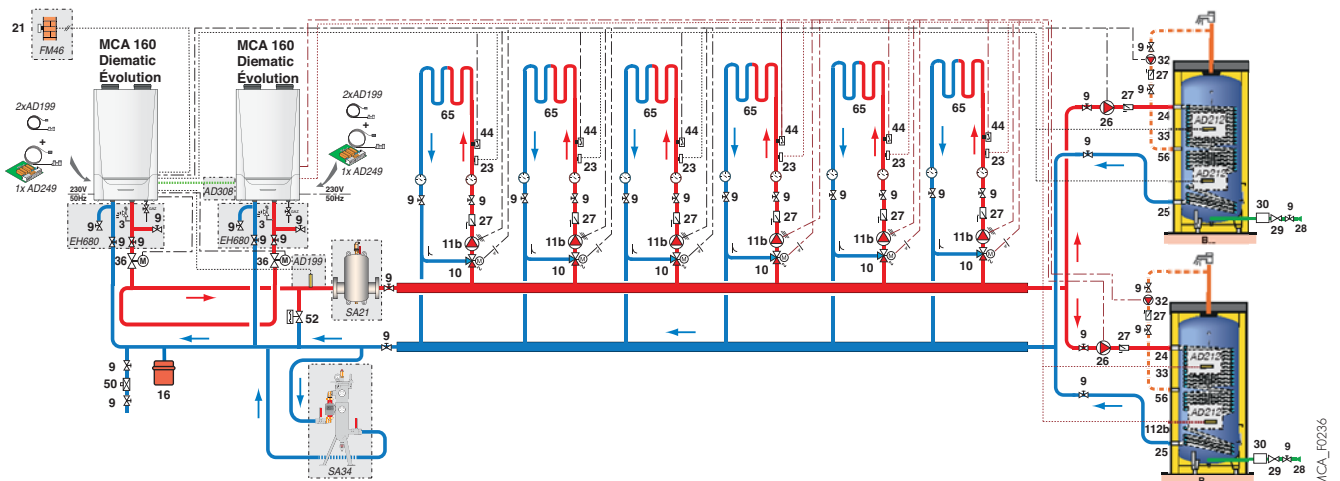 21
FM46
MCA 160
Diematic
Évolution
MCA 160
Diematic
Évolution
2xAD199
+
1x AD249
230V
50Hz
AD308
2xAD199
+
1x AD249
230V
50Hz
9
3
9
EH680
9
9
36
M
9
3
9
EH680
9
9
36
M
AD199
SA21
9
52
65
44
23
9
9
27
11b
10
M
65
44
23
9
9
27
11b
10
M
65
44
23
9
9
27
11b
10
M
65
44
23
9
9
27
11b
10
M
65
44
23
9
9
27
11b
10
M
65
44
23
9
9
27
11b
10
M
9
9
50
9
16
SA34
9
32
27
9
9
26
27
24
33
9
56
25
AD212
AD212
30
9
29
28
B
9
32
27
9
9
26
27
24
33
9
56
112b
25
AD212
AD212
30
9
29
28
B
MCA_F0236